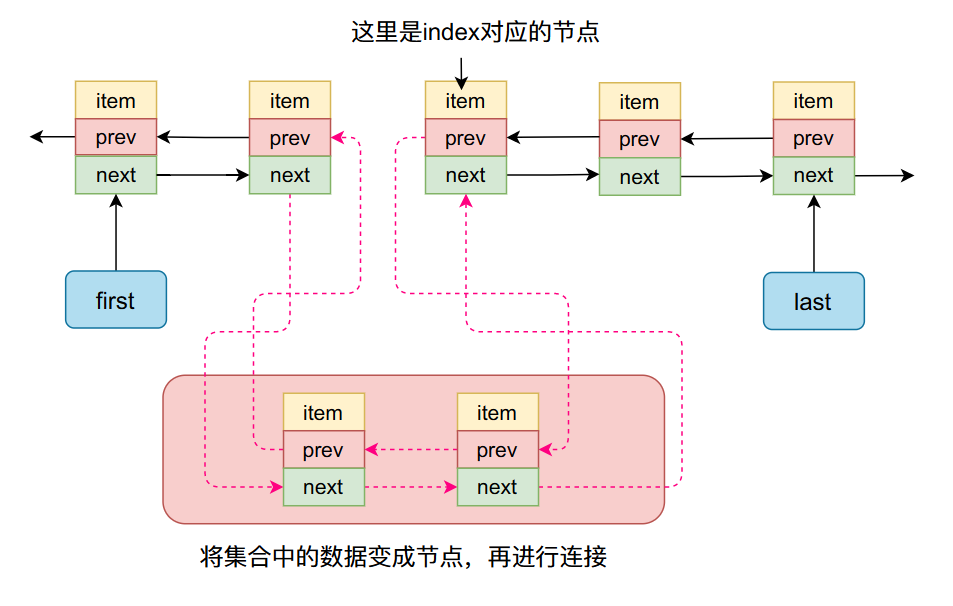 这里是index对应的节点
item item item item item
prev prev prev prev prev
next next next next next
first last
item item
prev prev
next next
将集合中的数据变成节点，再进行连接